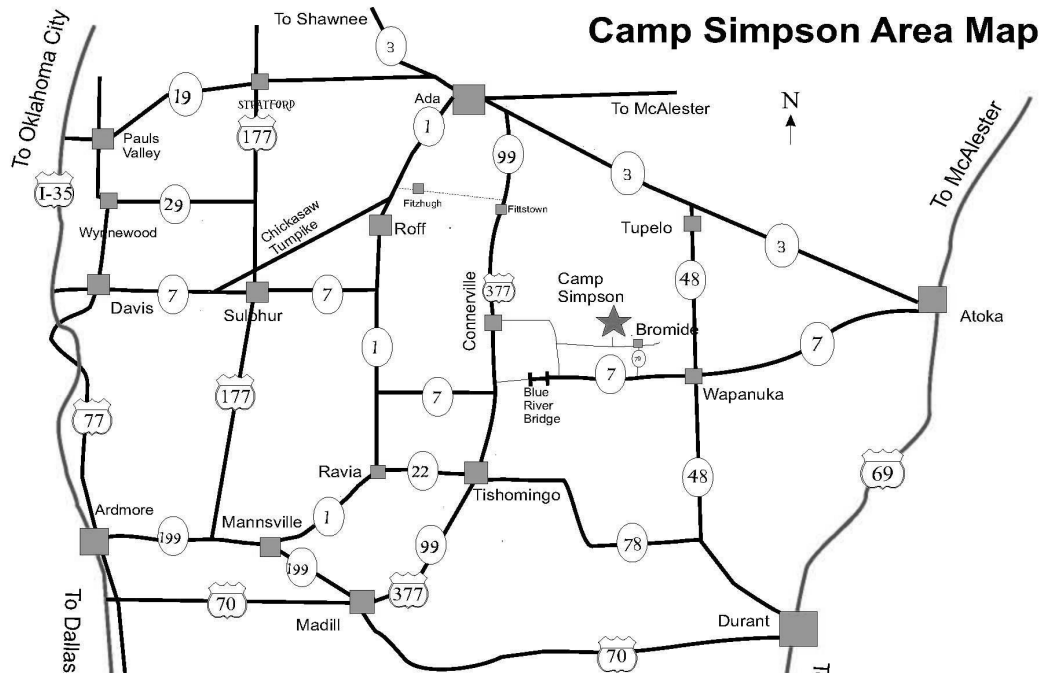 Camp Simpson Area Map
To Shawnee
3
To Oklahoma City
19
STRATFORD
Ada
To McAlester
N
177
1
Pauls
Valley
99
To McAlester
3
I-35
29
Fitzhugh
Fittstown
Wynnewood
Chickasaw
Turnpike
Roff
Tupelo
3
Davis
7
Sulphur
7
Connerville
377
Camp
Simpson
48
Atoka
Bromide
1
7
7
Blue
River
Bridge
Wapanuka
177
7
77
Ravia
22
Tishomingo
48
69
Ardmore
199
Mannsville
1
99
78
199
377
70
To Dallas
Madill
Durant
70